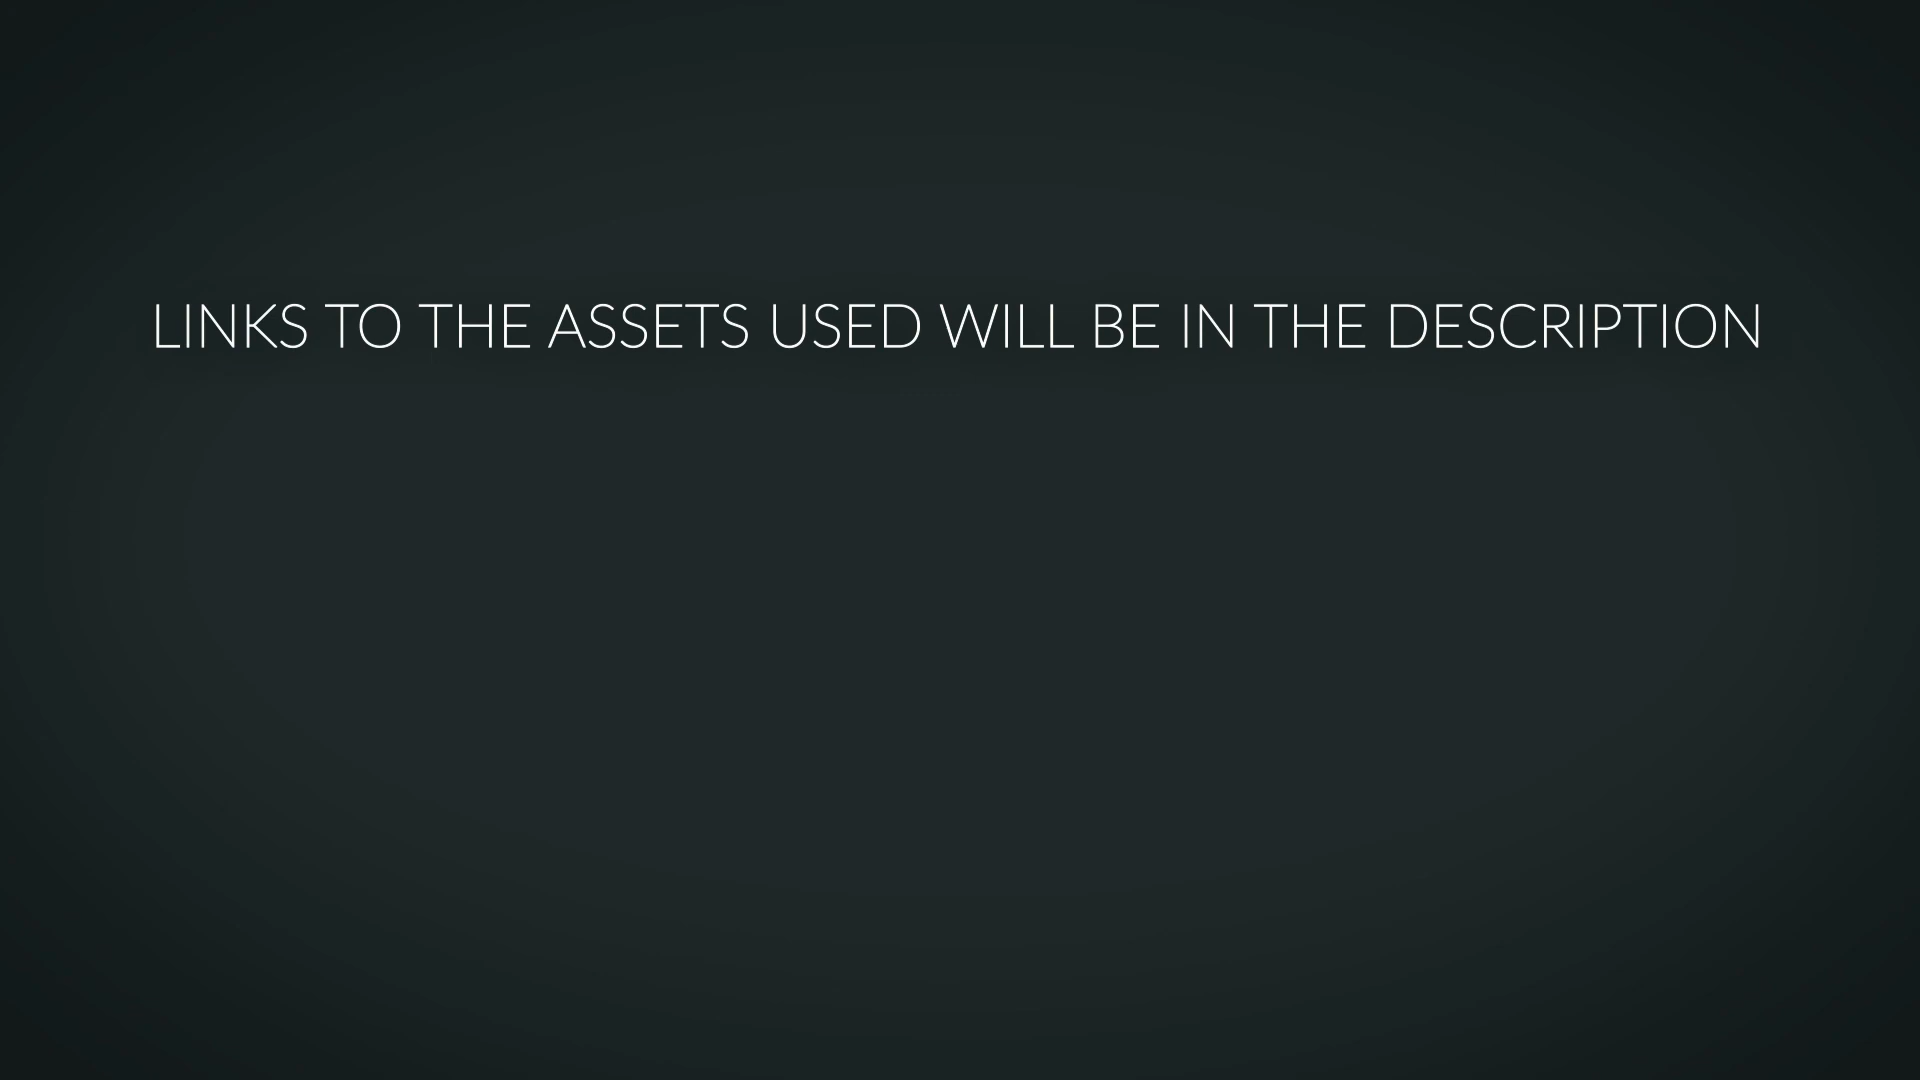 LINKS TO THE ASSETS USED WILL BE IN THE DESCRIPTION